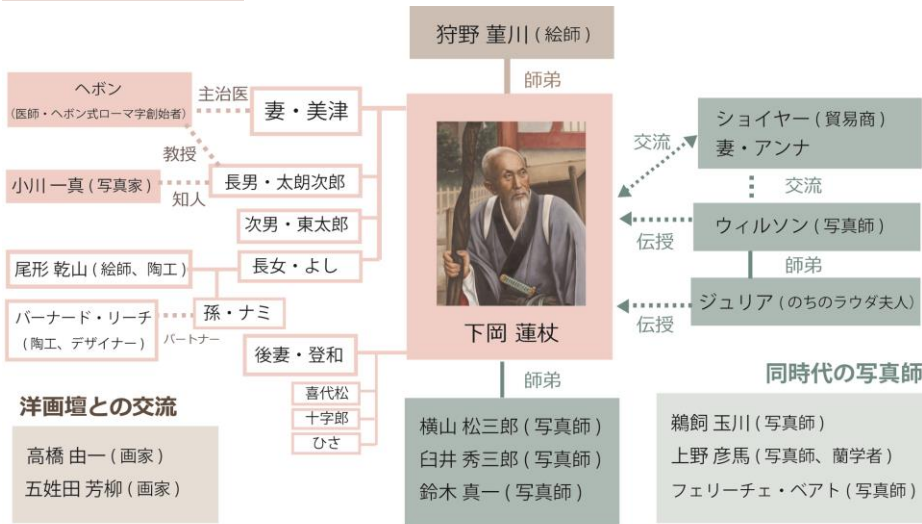 狩野 菫川 ( 絵師 )
師弟
ヘボン
(医師・ヘボン式ローマ字創始者)
主治医
妻・美津
教授
小川 一真 ( 写真家 )
知人
長男・太朗次郎
次男・東太郎
尾形 乾山 ( 絵師、陶工 )
長女・よし
バーナード・リーチ
( 陶工、デザイナー )
パートナー
孫・ナミ
後妻・登和
喜代松
十字郎
ひさ
下岡 蓮杖
交流
ショイヤー ( 貿易商 )
妻・アンナ
交流
伝授
ウィルソン ( 写真師 )
師弟
伝授
ジュリア ( のちのラウダ夫人)
師弟
横山 松三郎 ( 写真師 )
臼井 秀三郎 ( 写真師 )
鈴木 真一 ( 写真師 )
洋画壇との交流
高橋 由一 ( 画家 )
五姓田 芳柳 ( 画家 )
同時代の写真師
鵜飼 玉川 ( 写真師 )
上野 彦馬 ( 写真師、蘭学者 )
フェリーチェ・ベアト ( 写真師 )